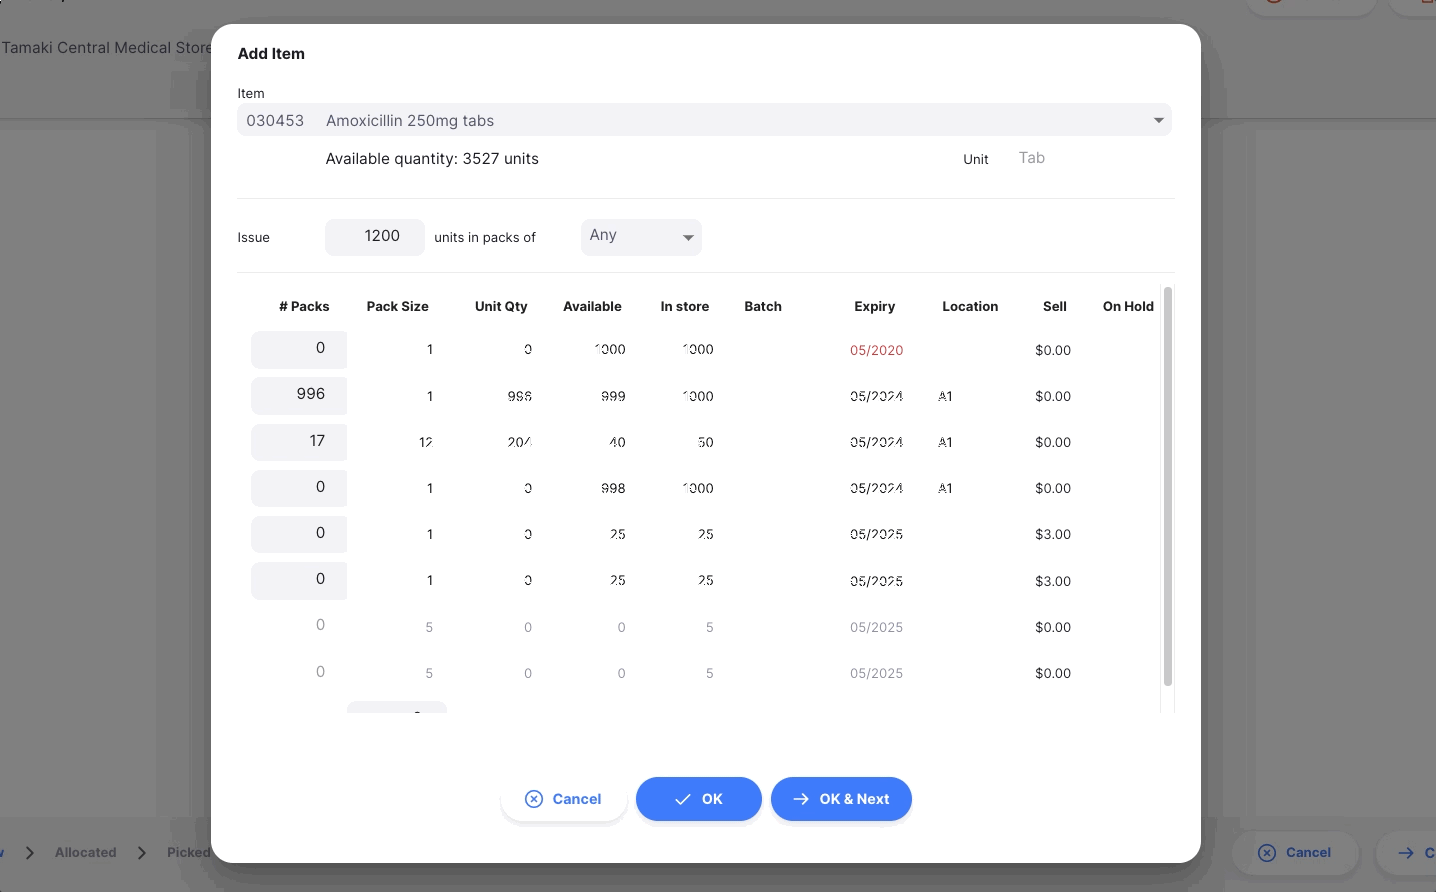 Tamaki Central Medical Store
Add Item
Item
030453 Amoxicillin 250mg tabs
Available quantity: 3527 units Unit Tab
Issue 1200 units in packs of Any
# Packs Pack Size Unit Qty Available In store Batch Expiry Location Sell On Hold
0 1 0 1000 1000 05/2020 $0.00
996 1 996 999 1000 05/2024 A1 $0.00
17 12 204 40 50 05/2024 A1 $0.00
0 1 0 998 1000 05/2024 A1 $0.00
0 1 0 25 25 05/2025 $3.00
0 1 0 25 25 05/2025 $3.00
0 5 0 0 5 05/2025 $0.00
0 5 0 0 5 05/2025 $0.00
Cancel OK OK & Next
Allocated Picked Cancel